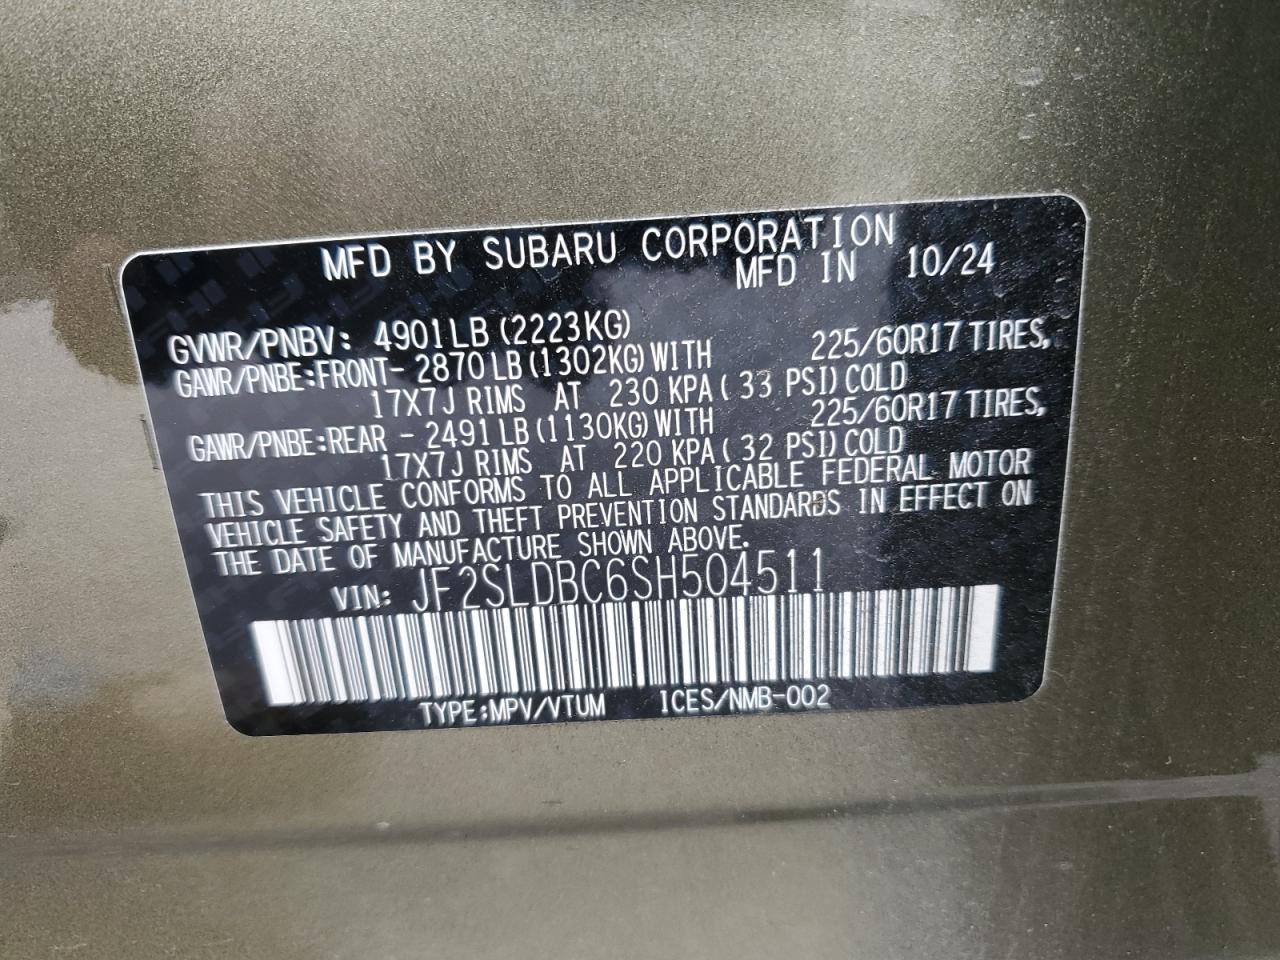 MFD BY SUBARU CORPORATION
MFD IN 10/24
GVWR/PNBV: 4901LB (2223KG)
GAWR/PNBE:FRONT- 2870 LB (1302KG) WITH 225/60R17 TIRES,
17X7J RIMS AT 230 KPA ( 33 PSI) COLD
GAWR/PNBE:REAR - 2491 LB (1130KG) WITH 225/60R17 TIRES,
17X7J RIMS AT 220 KPA ( 32 PSI) COLD
THIS VEHICLE CONFORMS TO ALL APPLICABLE FEDERAL MOTOR
VEHICLE SAFETY AND THEFT PREVENTION STANDARDS IN EFFECT ON
THE DATE OF MANUFACTURE SHOWN ABOVE.
VIN: JF2SLDBC6SH504511
TYPE:MPV/VTUM ICES/NMB-002